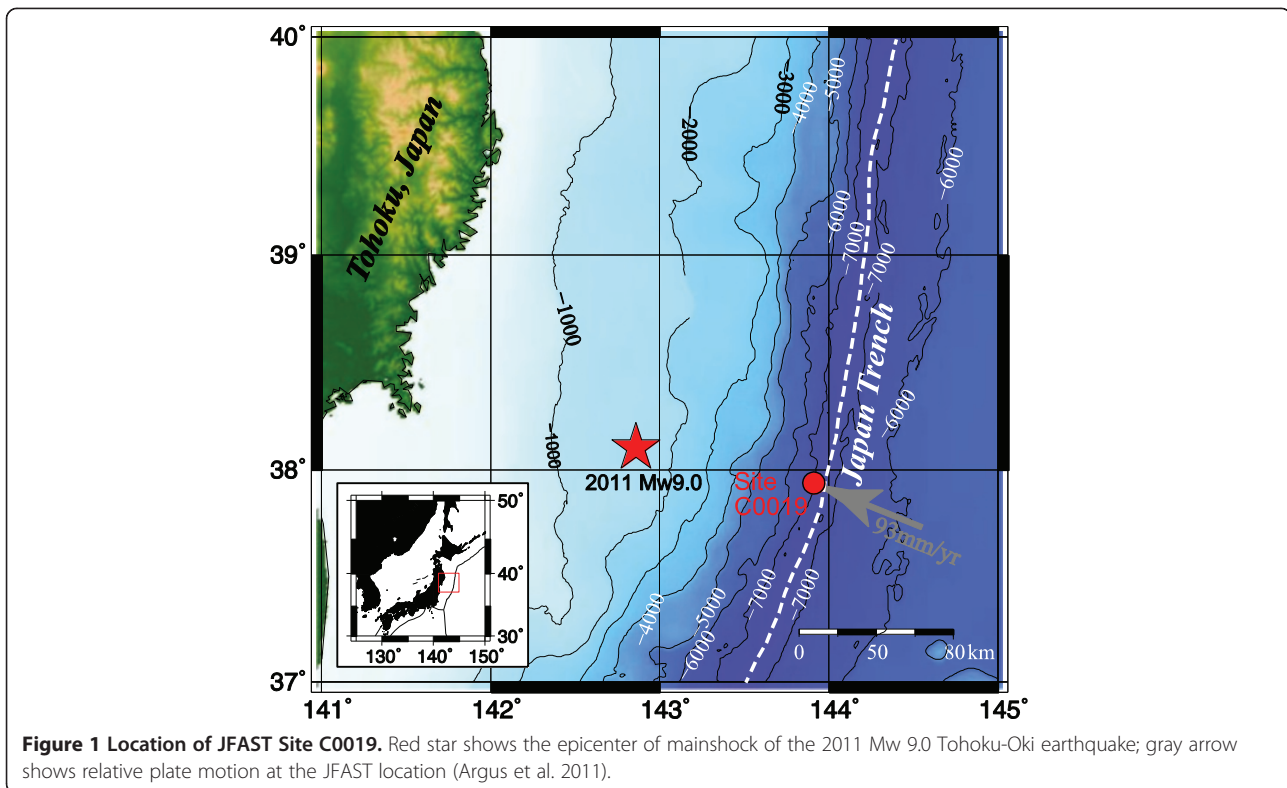 40°
39°
38°
37°
141°
142°
143°
144°
145°
Tohoku, Japan
-1000
-1000
-2000
-3000
-4000
-5000
-6000
-6000
-7000
-7000
-6000
Japan Trench
2011 Mw9.0
Site
C0019
93mm/yr
-4000
-5000
-6000
-7000
-7000
0 50 80 km
50°
40°
30°
130° 140° 150°
Figure 1 Location of JFAST Site C0019. Red star shows the epicenter of mainshock of the 2011 Mw 9.0 Tohoku-Oki earthquake; gray arrow
shows relative plate motion at the JFAST location (Argus et al. 2011).